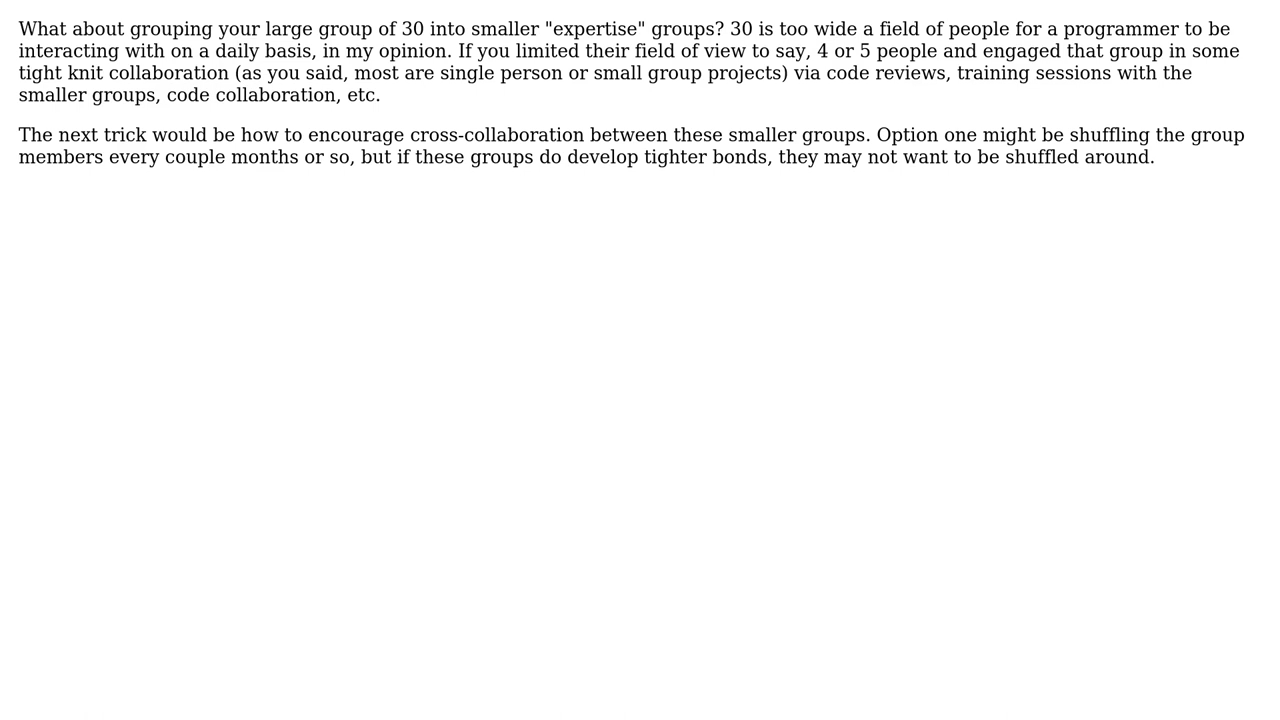 What about grouping your large group of 30 into smaller "expertise" groups? 30 is too wide a field of people for a programmer to be
interacting with on a daily basis, in my opinion. If you limited their field of view to say, 4 or 5 people and engaged that group in some
tight knit collaboration (as you said, most are single person or small group projects) via code reviews, training sessions with the
smaller groups, code collaboration, etc.
The next trick would be how to encourage cross-collaboration between these smaller groups. Option one might be shuffling the group
members every couple months or so, but if these groups do develop tighter bonds, they may not want to be shuffled around.